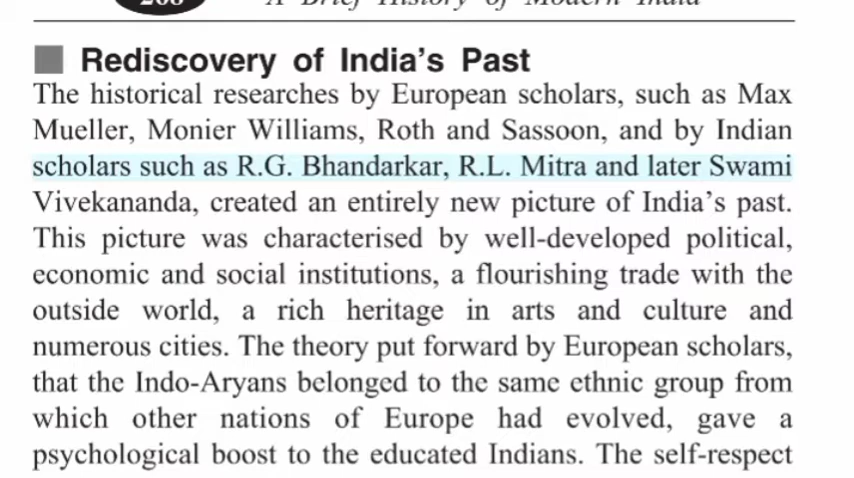 208 A Brief History of Modern India
Rediscovery of India's Past
The historical researches by European scholars, such as Max
Mueller, Monier Williams, Roth and Sassoon, and by Indian
scholars such as R.G. Bhandarkar, R.L. Mitra and later Swami
Vivekananda, created an entirely new picture of India's past.
This picture was characterised by well-developed political,
economic and social institutions, a flourishing trade with the
outside world, a rich heritage in arts and culture and
numerous cities. The theory put forward by European scholars,
that the Indo-Aryans belonged to the same ethnic group from
which other nations of Europe had evolved, gave a
psychological boost to the educated Indians. The self-respect